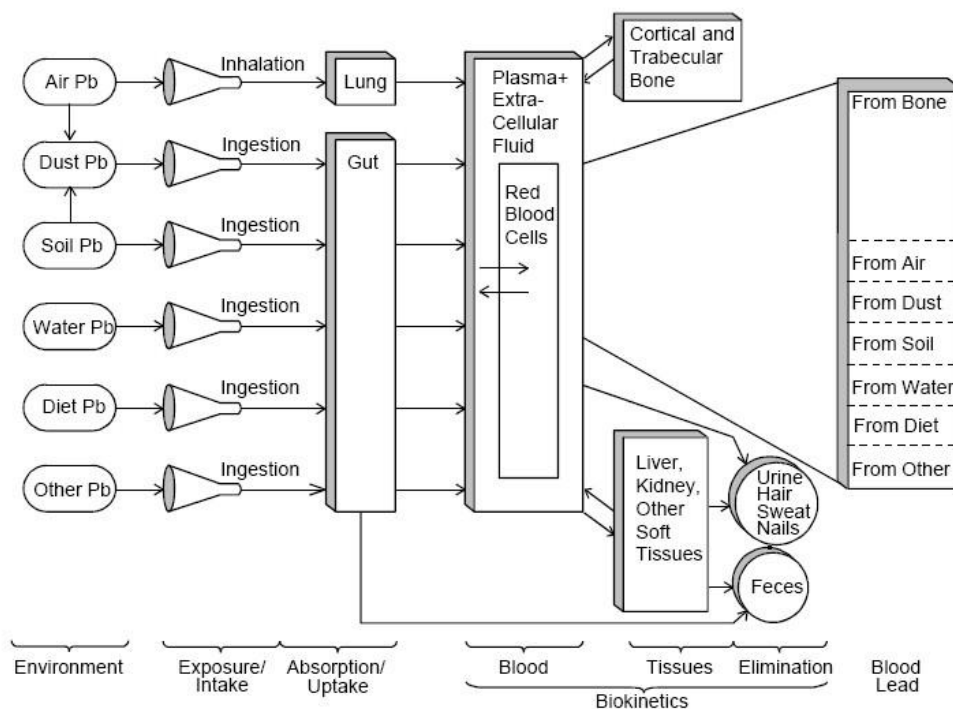 Air Pb
Inhalation
Lung
Dust Pb
Ingestion
Gut
Soil Pb
Ingestion
Water Pb
Ingestion
Diet Pb
Ingestion
Other Pb
Ingestion
Plasma+
Extra-
Cellular
Fluid
Red
Blood
Cells
Cortical and
Trabecular
Bone
Liver,
Kidney,
Other
Soft
Tissues
Urine
Hair
Sweat
Nails
Feces
From Bone
From Air
From Dust
From Soil
From Water
From Diet
From Other
Environment
Exposure/
Intake
Absorption/
Uptake
Blood
Tissues
Elimination
Biokinetics
Blood
Lead